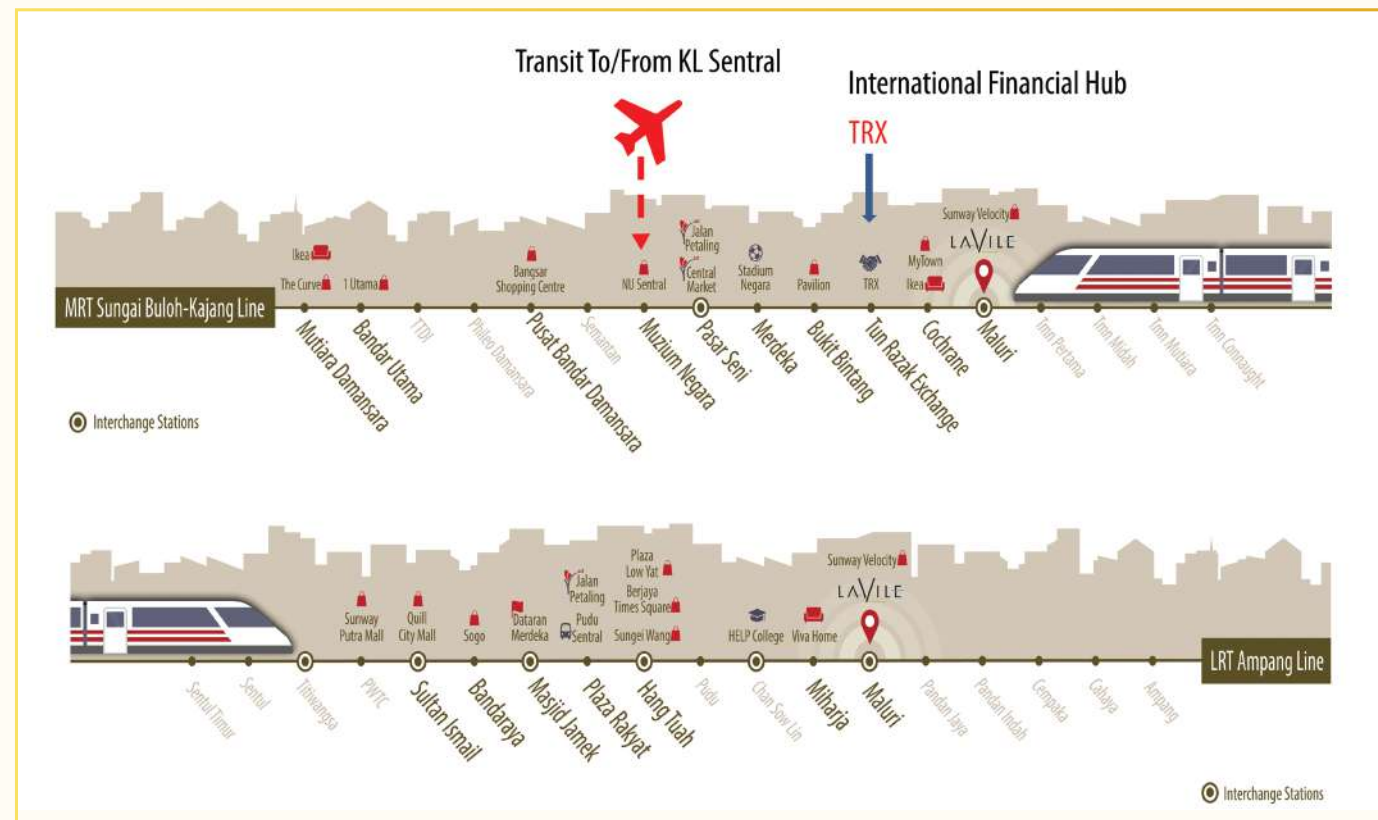 Transit To/From KL Sentral
International Financial Hub
TRX
Sunway Velocity
LAVILE
Ikea
Jalan
Petaling
MyTown
The Curve
1 Utama
Bangsar
Shopping Centre
NU Sentral
Central
Market
Stadium
Negara
Pavilion
TRX
Ikea
MRT Sungai Buloh-Kajang Line
Mutiara Damansara
Bandar Utama
TTDI
Phileo Damansara
Pusat Bandar Damansara
Semantan
Muzium Negara
Pasar Seni
Merdeka
Bukit Bintang
Tun Razak Exchange
Cochrane
Maluri
Tmn Pertama
Tmn Midah
Tmn Mutiara
Tmn Connaught
Interchange Stations
Plaza
Low Yat
Sunway Velocity
LAVILE
Jalan
Petaling
Berjaya
Times Square
Sunway
Putra Mall
Quill
City Mall
Sogo
Dataran
Merdeka
Pudu
Sentral
Sungei Wang
HELP College
Viva Home
LRT Ampang Line
Sentul Timur
Sentul
Titiwangsa
PWTC
Sultan Ismail
Bandaraya
Masjid Jamek
Plaza Rakyat
Hang Tuah
Pudu
Chan Sow Lin
Miharja
Maluri
Pandan Jaya
Pandan Indah
Cempaka
Cahaya
Ampang
Interchange Stations